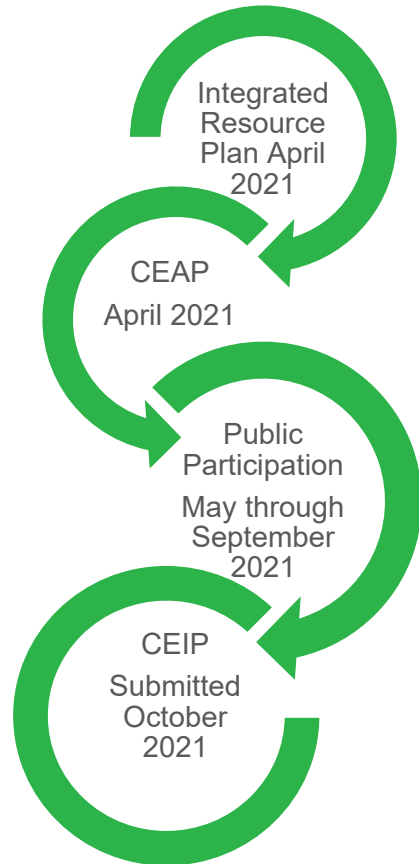 Integrated
Resource
Plan April
2021
CEAP
April 2021
Public
Participation
May through
September
2021
CEIP
Submitted
October
2021